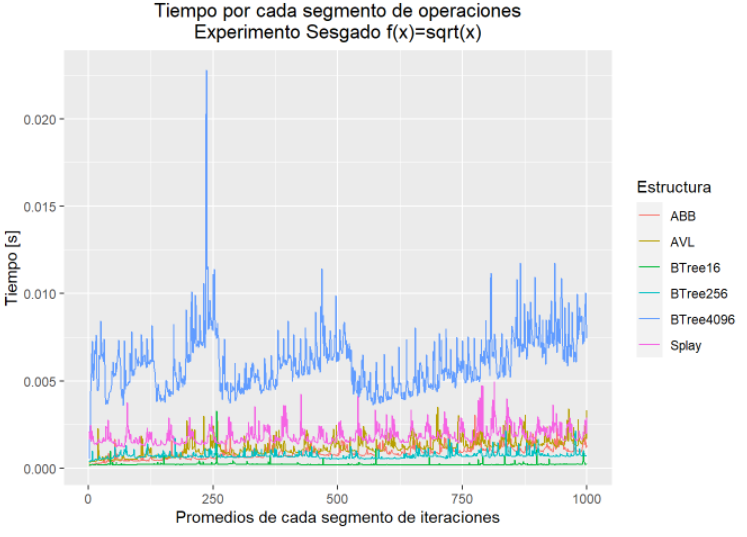 Tiempo por cada segmento de operaciones
Experimento Sesgado f(x)=sqrt(x)
Tiempo [s]
0.020
0.015
0.010
0.005
0.000
0
250
500
750
1000
Promedios de cada segmento de iteraciones
Estructura
ABB
AVL
BTree16
BTree256
BTree4096
Splay